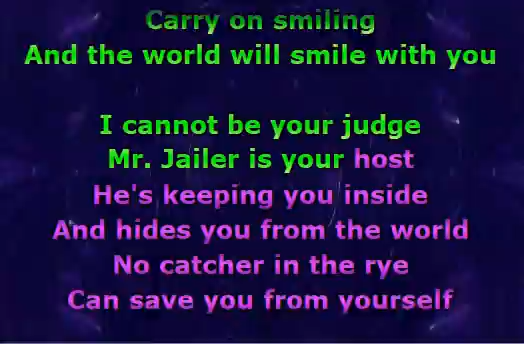 Carry on smiling
And the world will smile with you
I cannot be your judge
Mr. Jailer is your host
He's keeping you inside
And hides you from the world
No catcher in the rye
Can save you from yourself